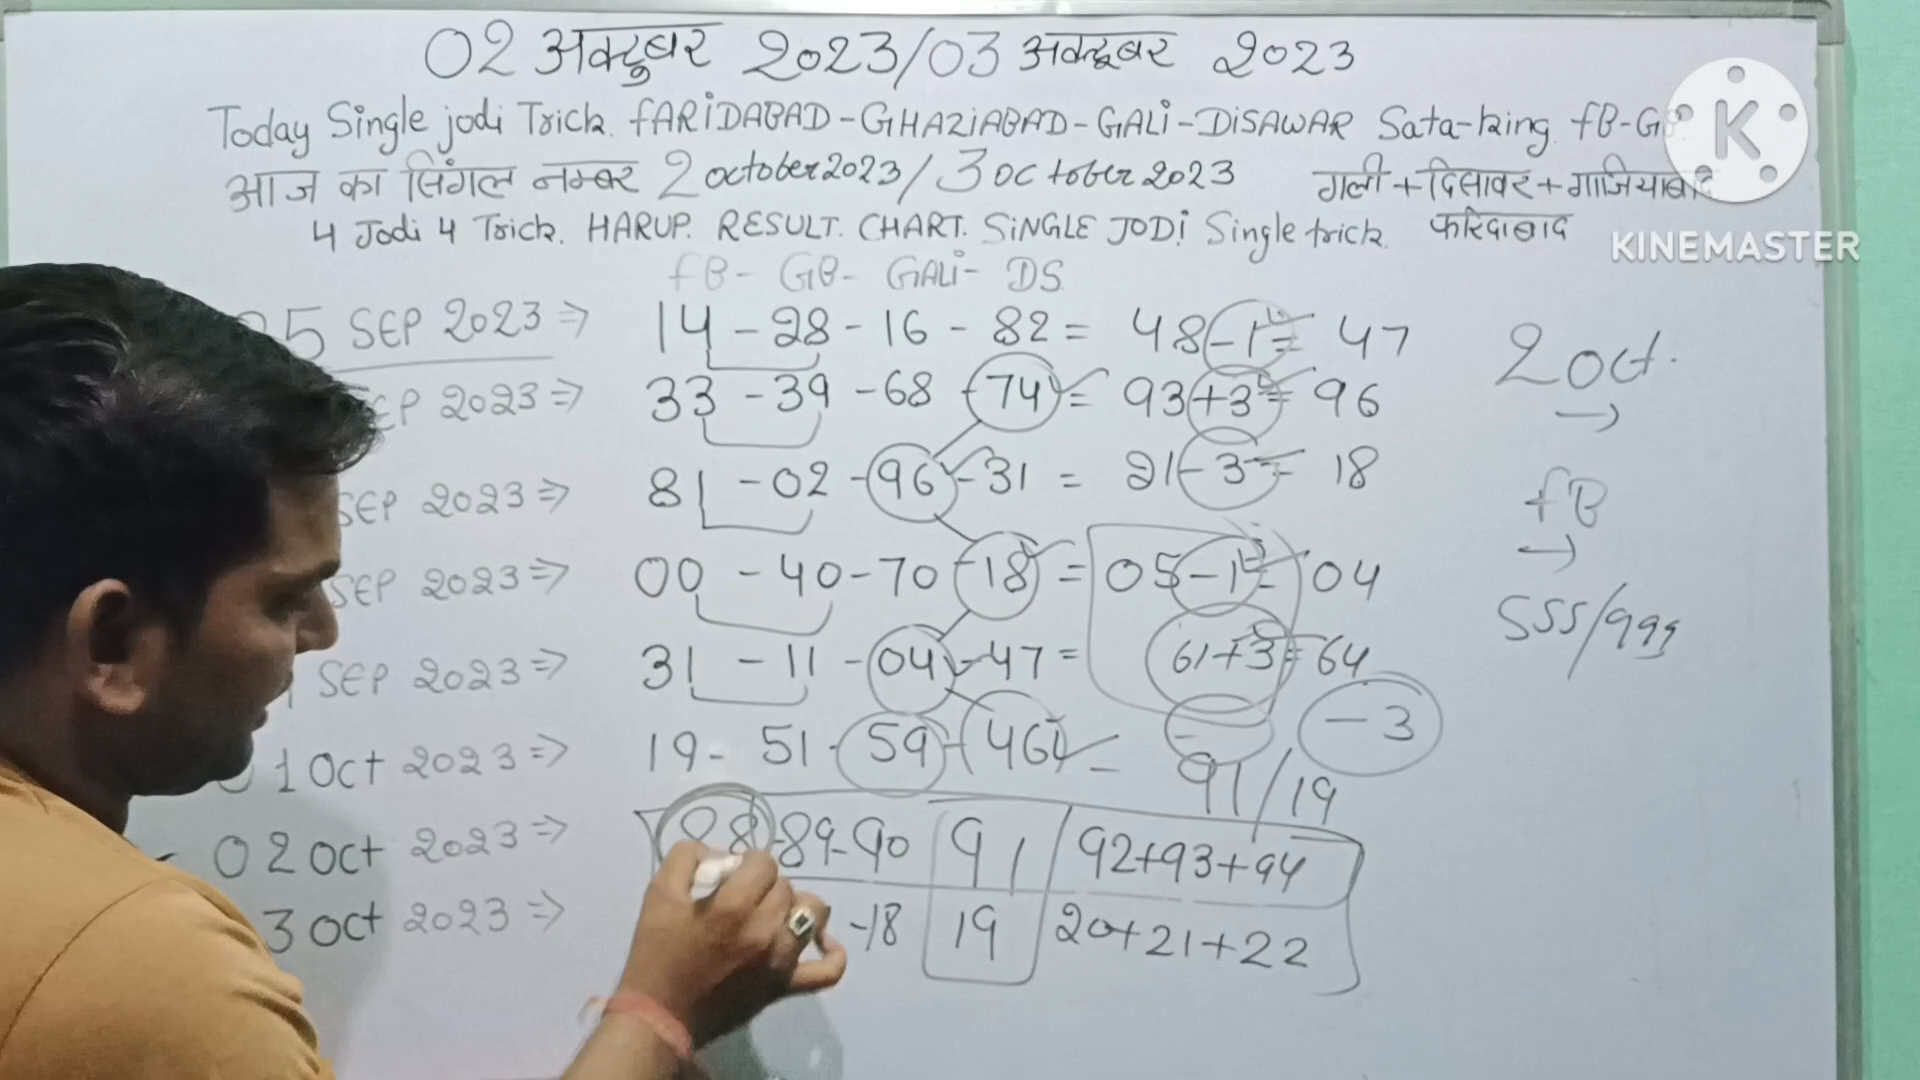 02 अक्टुबर 2023/03 अक्टूबर 2023
Today Single jodi Trick. FARiDABAD-GHAZiABAD-GALi-DiSAWAR Sata-king fB-G
आज का सिंगल नम्बर 2 october 2023/3 October 2023 गली+दिसावर+गाजियाबाद
4 Jodi 4 Trick. HARUP. RESULT. CHART. SiNGLE JODi Single trick. फरिदाबाद
KINEMASTER
fB- GB- GALi- DS
5 SEP 2023⇒ 14-28-16-82= 48-1= 47
EP 2023⇒ 33-39-68-74= 93+3= 96
SEP 2023⇒ 81-02-96-31= 21-3= 18
SEP 2023⇒ 00-40-70-18= 05-1= 04
SEP 2023⇒ 31-11-04-47= 61+3=64
-3
1 Oct 2023⇒ 19-51-59-46- 91/19
02 Oct 2023⇒ 88-89-90 91/ 92+93+94
3 Oct 2023⇒ -18 19 20+21+22
2 oct.
fB
555/999